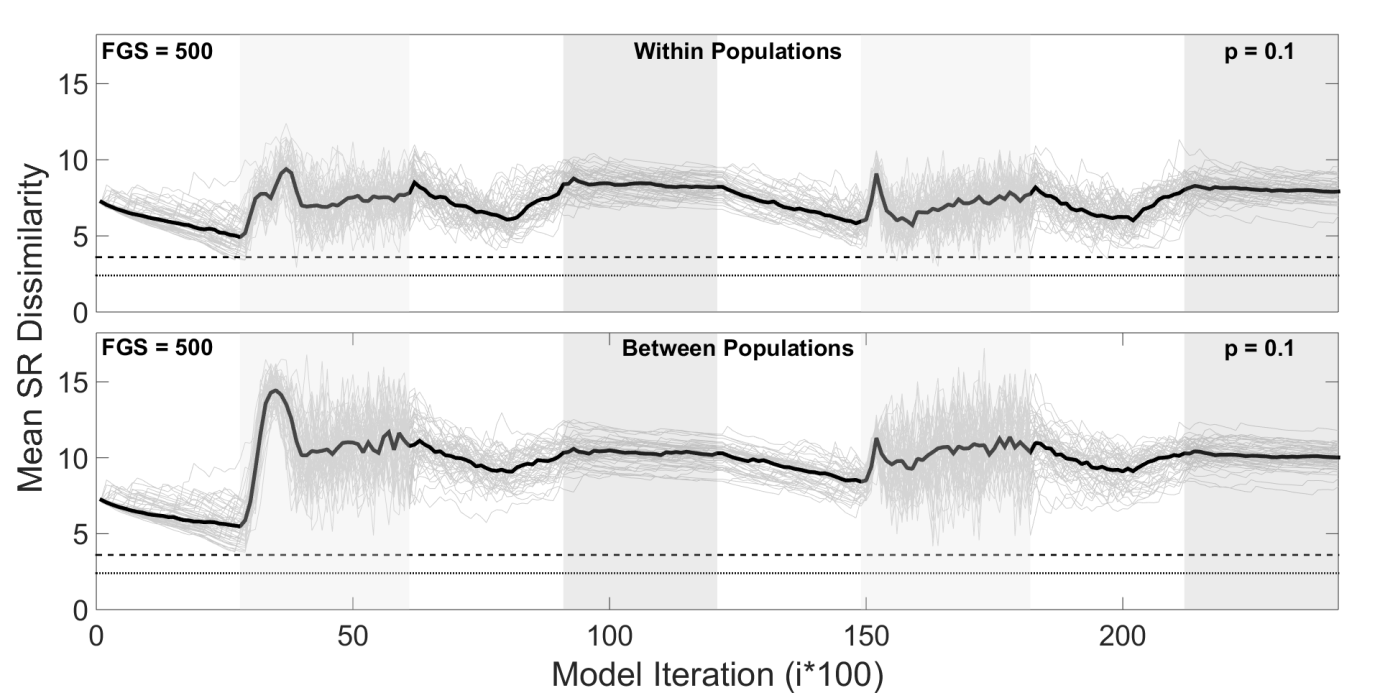 FGS = 500 Within Populations p = 0.1
15
10
5
0
Mean SR Dissimilarity
FGS = 500 Between Populations p = 0.1
15
10
5
0
0 50 100 150 200
Model Iteration (i*100)